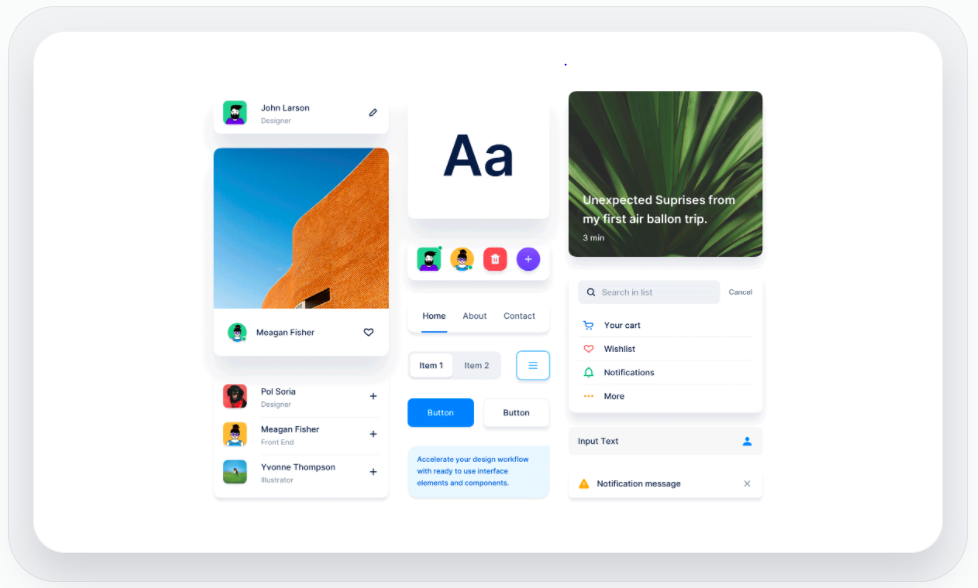 John Larson
Designer
Meagan Fisher
Pol Soria
Designer
Meagan Fisher
Front End
Yvonne Thompson
Illustrator
Aa
Home About Contact
Item 1 Item 2
Button Button
Accelerate your design workflow
with ready to use interface
elements and components.
Unexpected Suprises from
my first air ballon trip.
3 min
Search in list Cancel
Your cart
Wishlist
Notifications
More
Input Text
Notification message